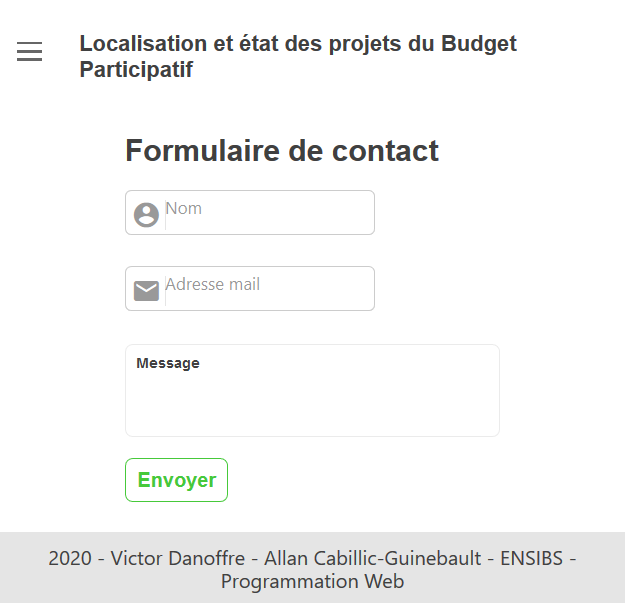 Localisation et état des projets du Budget
Participatif
Formulaire de contact
Nom
Adresse mail
Message
Envoyer
2020 - Victor Danoffre - Allan Cabillic-Guinebault - ENSIBS -
Programmation Web